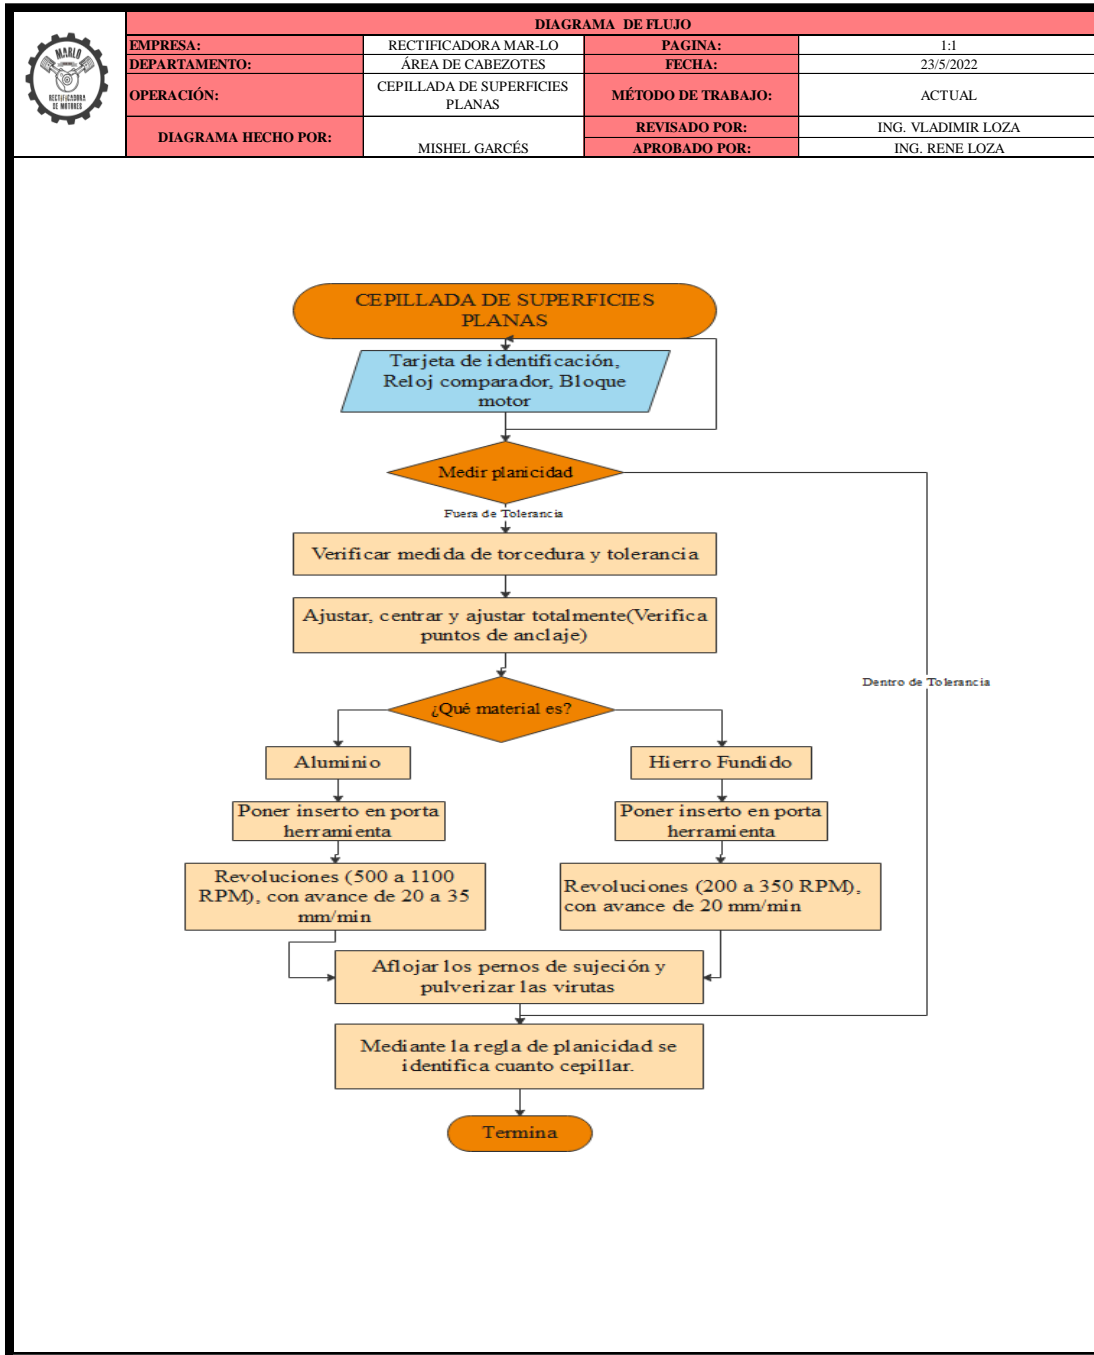 DIAGRAMA DE FLUJO
EMPRESA: RECTIFICADORA MAR-LO PAGINA: 1:1
DEPARTAMENTO: ÁREA DE CABEZOTES FECHA: 23/5/2022
OPERACIÓN: CEPILLADA DE SUPERFICIES
PLANAS MÉTODO DE TRABAJO: ACTUAL
DIAGRAMA HECHO POR: MISHEL GARCÉS
REVISADO POR: ING. VLADIMIR LOZA
APROBADO POR: ING. RENE LOZA
MARLO
RECTIFICADORA
DE MOTORES
CEPILLADA DE SUPERFICIES
PLANAS
Tarjeta de identificación,
Reloj comparador, Bloque
motor
Medir planicidad
Fuera de Tolerancia
Verificar medida de torcedura y tolerancia
Ajustar, centrar y ajustar totalmente(Verifica
puntos de anclaje)
Dentro de Tolerancia
¿Qué material es?
Aluminio
Hierro Fundido
Poner inserto en porta
herramienta
Poner inserto en porta
herramienta
Revoluciones (500 a 1100
RPM), con avance de 20 a 35
mm/min
Revoluciones (200 a 350 RPM),
con avance de 20 mm/min
Aflojar los pernos de sujeción y
pulverizar las virutas
Mediante la regla de planicidad se
identifica cuanto cepillar.
Termina